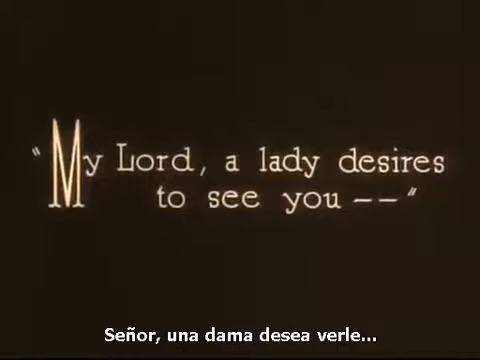 "My Lord, a lady desires
to see you — —"
Señor, una dama desea verle...